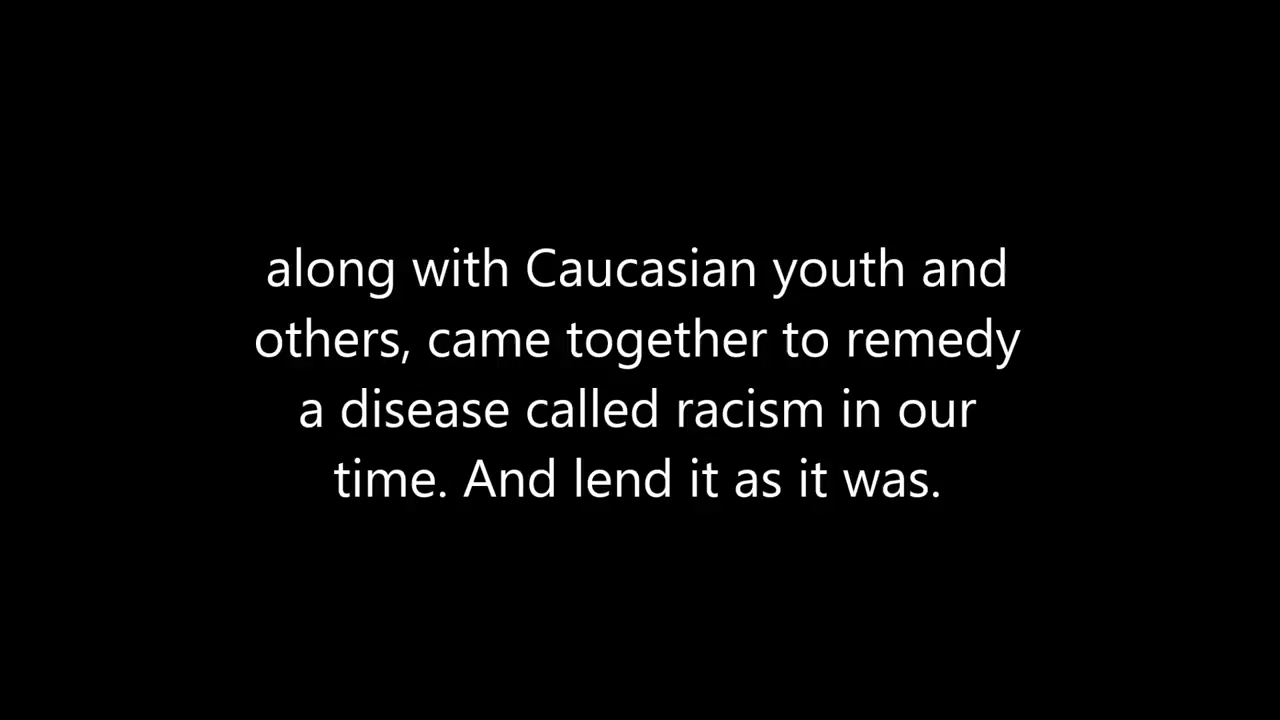 along with Caucasian youth and
others, came together to remedy
a disease called racism in our
time. And lend it as it was.